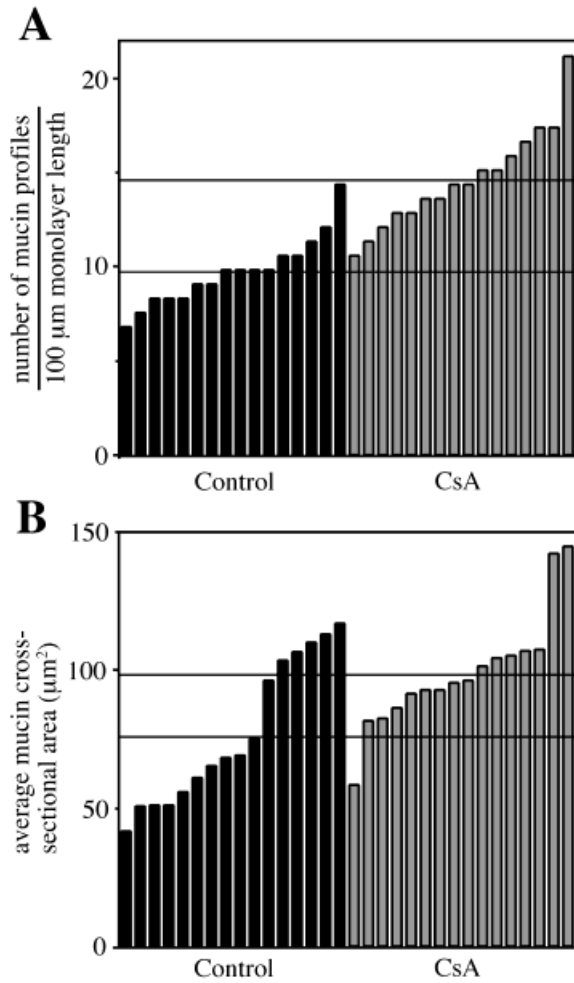 A
number of mucin profiles
100 µm monolayer length
20
10
0
Control
CsA
B
average mucin cross-
sectional area (µm²)
150
100
50
0
Control
CsA